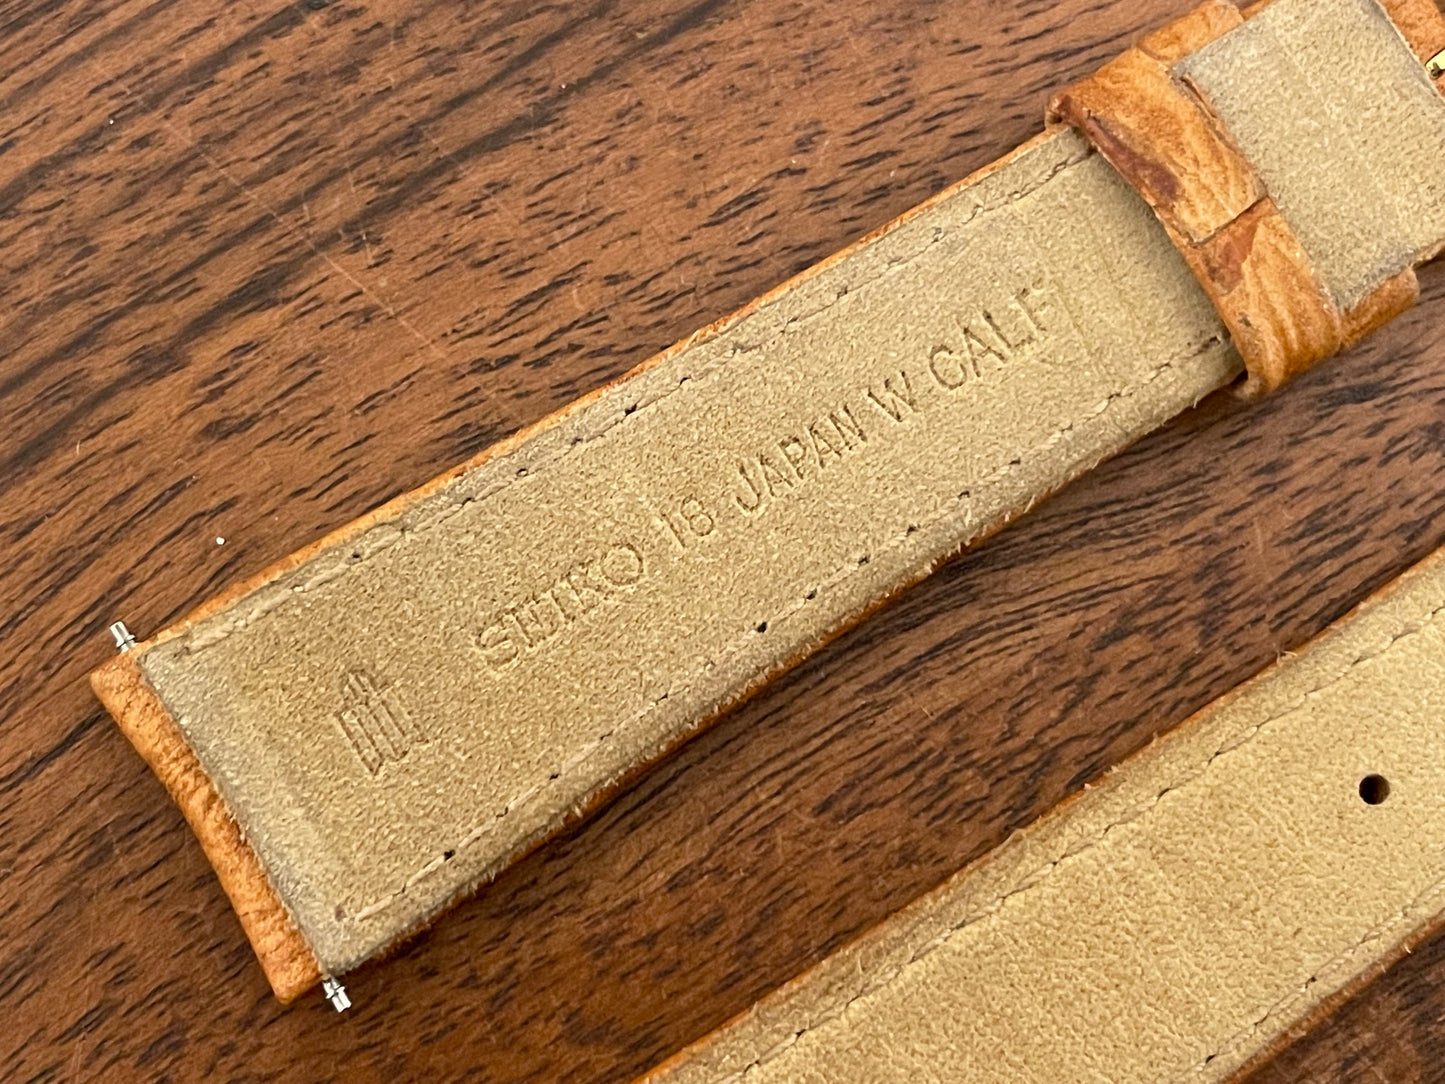 SEIKO 18 JAPAN W CALF